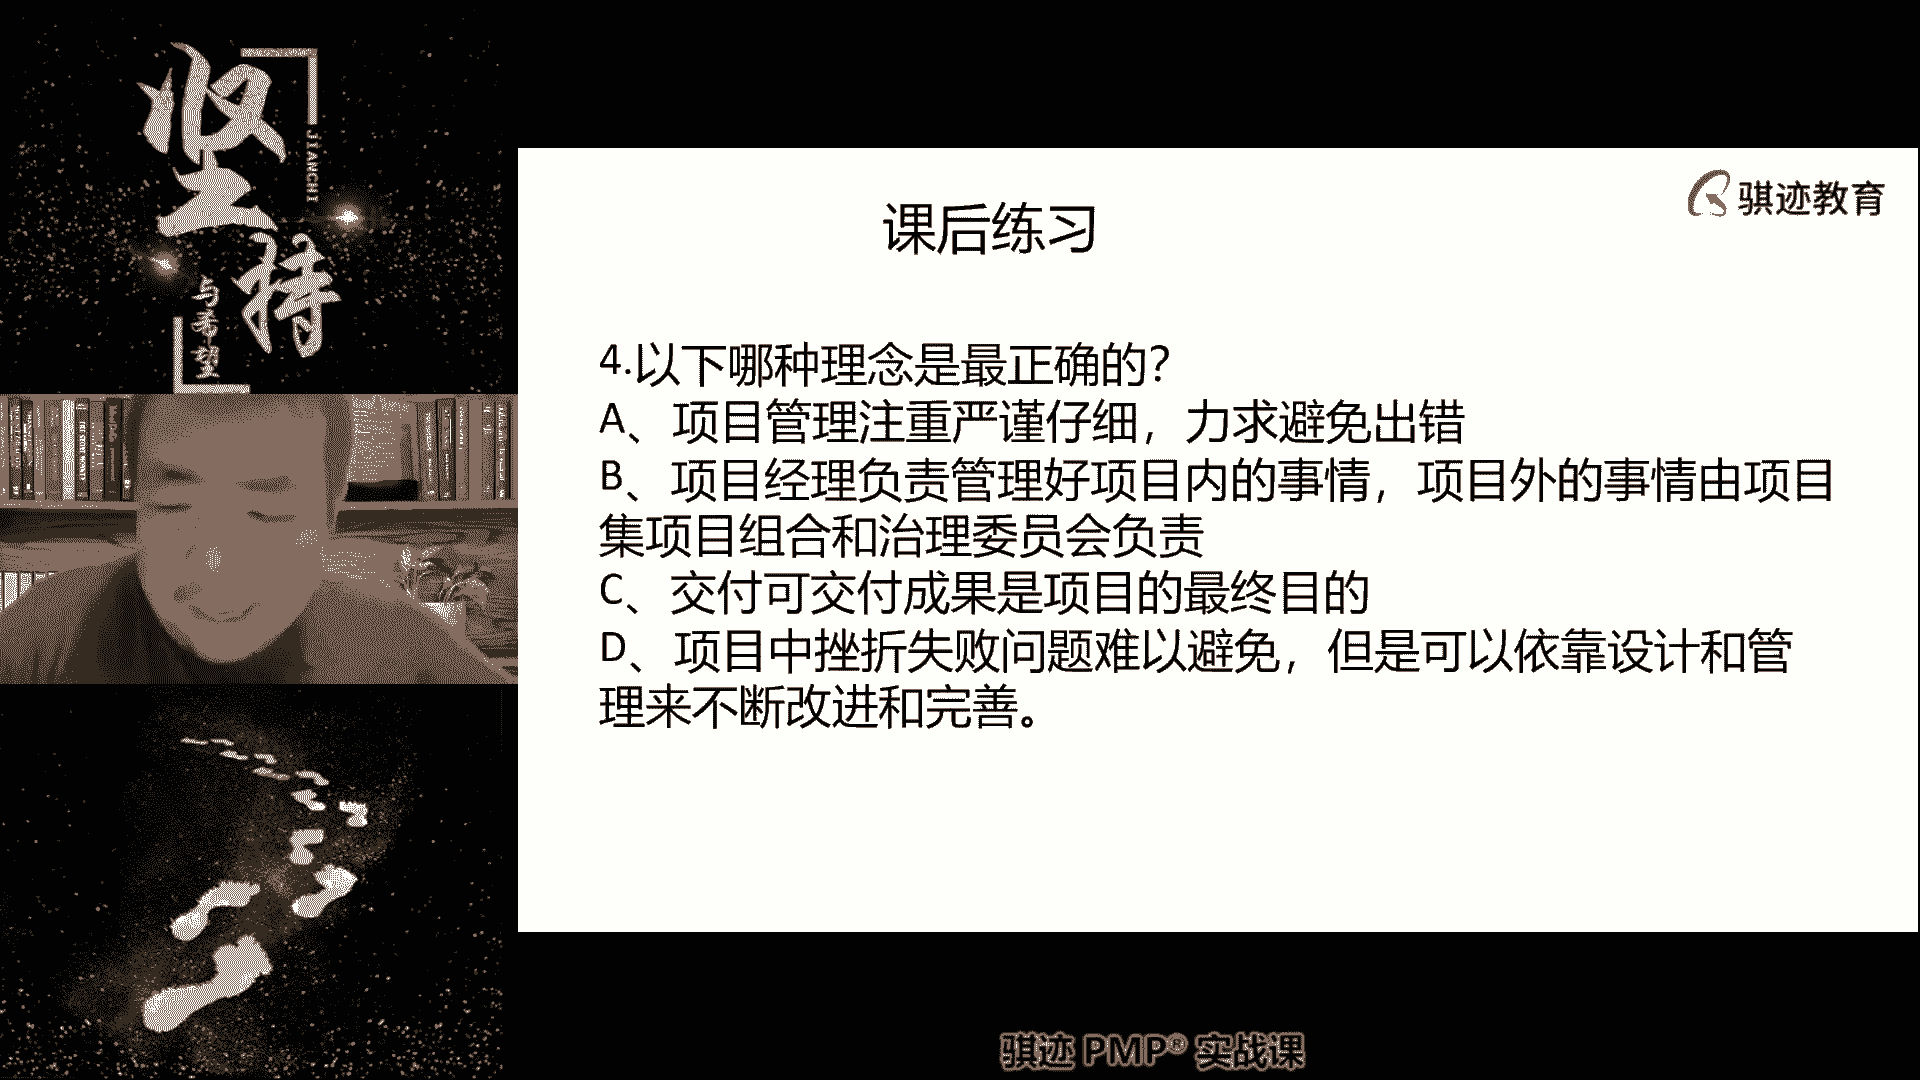 坚持
JIANCHI
与希望
骐迹教育
课后练习
4.以下哪种理念是最正确的?
A、项目管理注重严谨仔细，力求避免出错
B、项目经理负责管理好项目内的事情，项目外的事情由项目
集项目组合和治理委员会负责
C、交付可交付成果是项目的最终目的
D、项目中挫折失败问题难以避免，但是可以依靠设计和管
理来不断改进和完善。
骐迹 PMP® 实战课